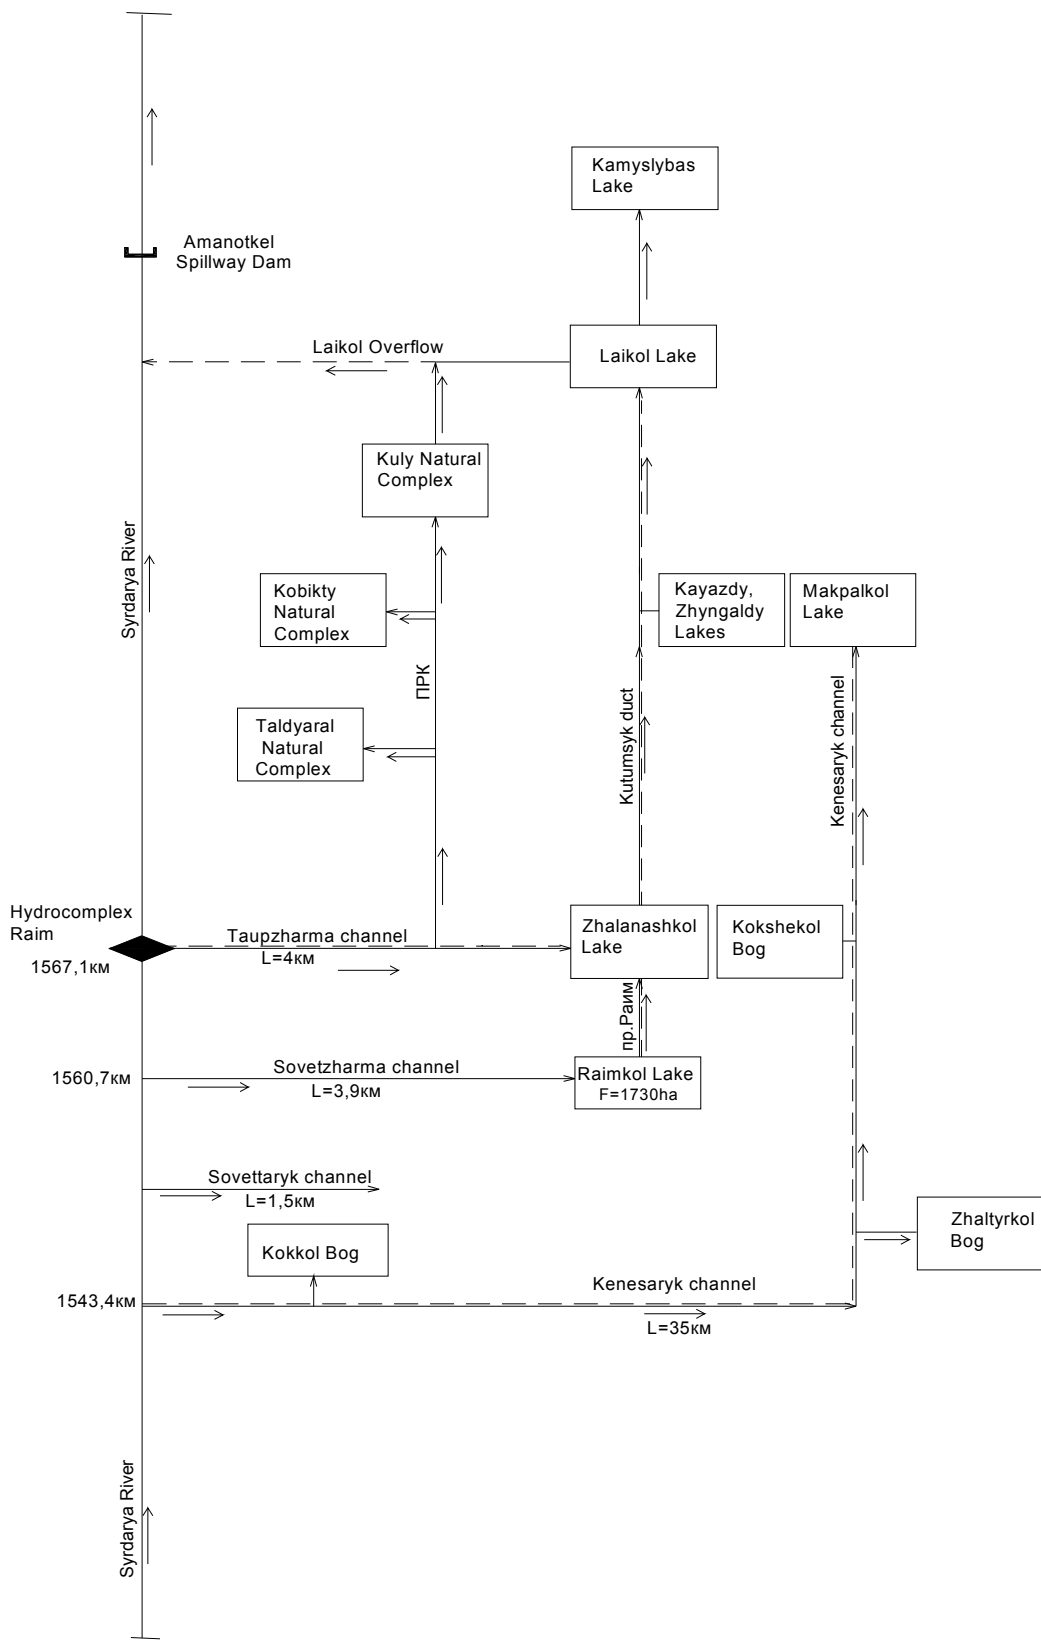 Kamyslybas
Lake
Amanotkel
Spillway Dam
Laikol Overflow
Laikol Lake
Kuly Natural
Complex
Syrdarya River
Kobikty
Natural
Complex
Kayazdy,
Zhyngaldy
Lakes
Makpalkol
Lake
ПРК
Taldyaral
Natural
Complex
Kutumsyk duct
Kenesaryk channel
Hydrocomplex
Raim
1567,1км
Taupzharma channel
L=4км
Zhalanashkol
Lake
Kokshekol
Bog
пр.Раим
1560,7км
Sovetzharma channel
L=3,9км
Raimkol Lake
F=1730ha
Sovettaryk channel
L=1,5км
Zhaltyrkol
Bog
Kokkol Bog
1543,4км
Kenesaryk channel
L=35км
Syrdarya River